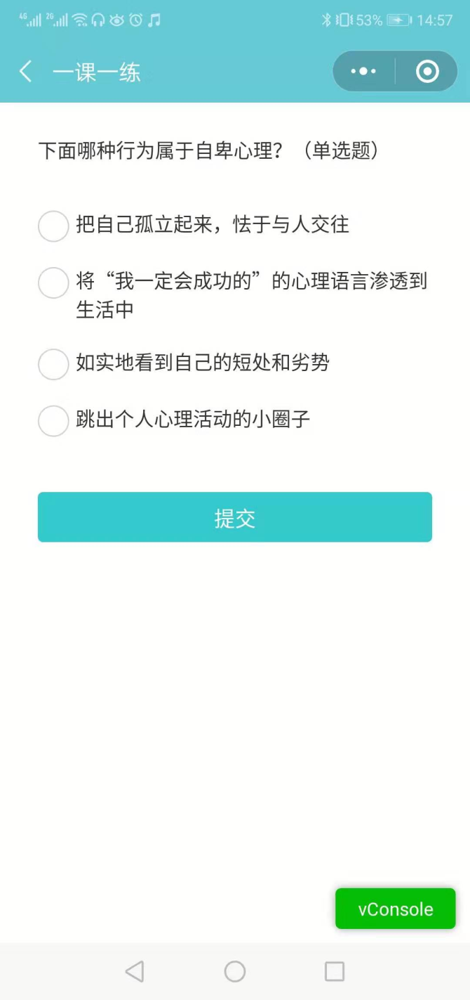 4G 2G 53% 14:57
一课一练
下面哪种行为属于自卑心理？（单选题）
把自己孤立起来，怯于与人交往
将“我一定会成功的”的心理语言渗透到
生活中
如实地看到自己的短处和劣势
跳出个人心理活动的小圈子
提交
vConsole